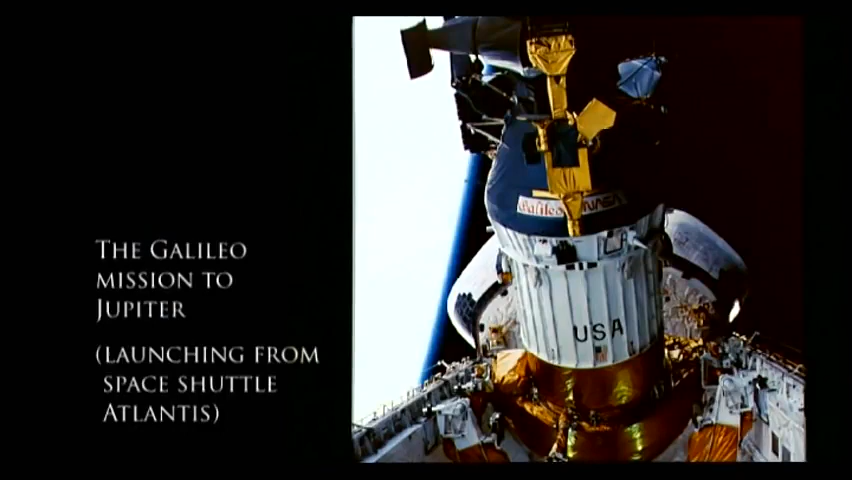 The Galileo
mission to
Jupiter
(launching from
space shuttle
Atlantis)
Galileo NASA
USA